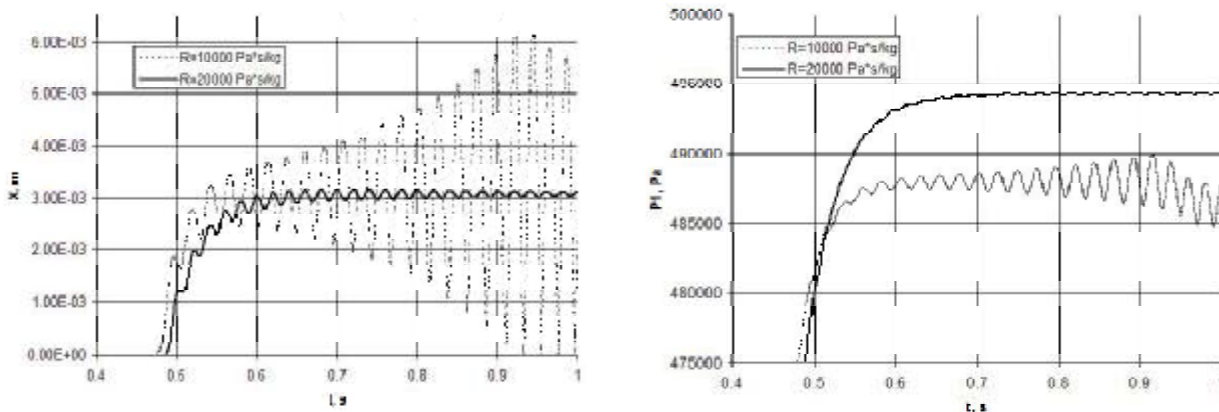 6.00E-03
5.00E-03
4.00E-03
3.00E-03
2.00E-03
1.00E-03
0.00E+00
X, m
R=10000 Pa*s/kg
R=20000 Pa*s/kg
0.4 0.5 0.6 0.7 0.8 0.9 1
t, s
500000
495000
490000
485000
480000
475000
P1, Pa
R=10000 Pa*s/kg
R=20000 Pa*s/kg
0.4 0.5 0.6 0.7 0.8 0.9
t, s